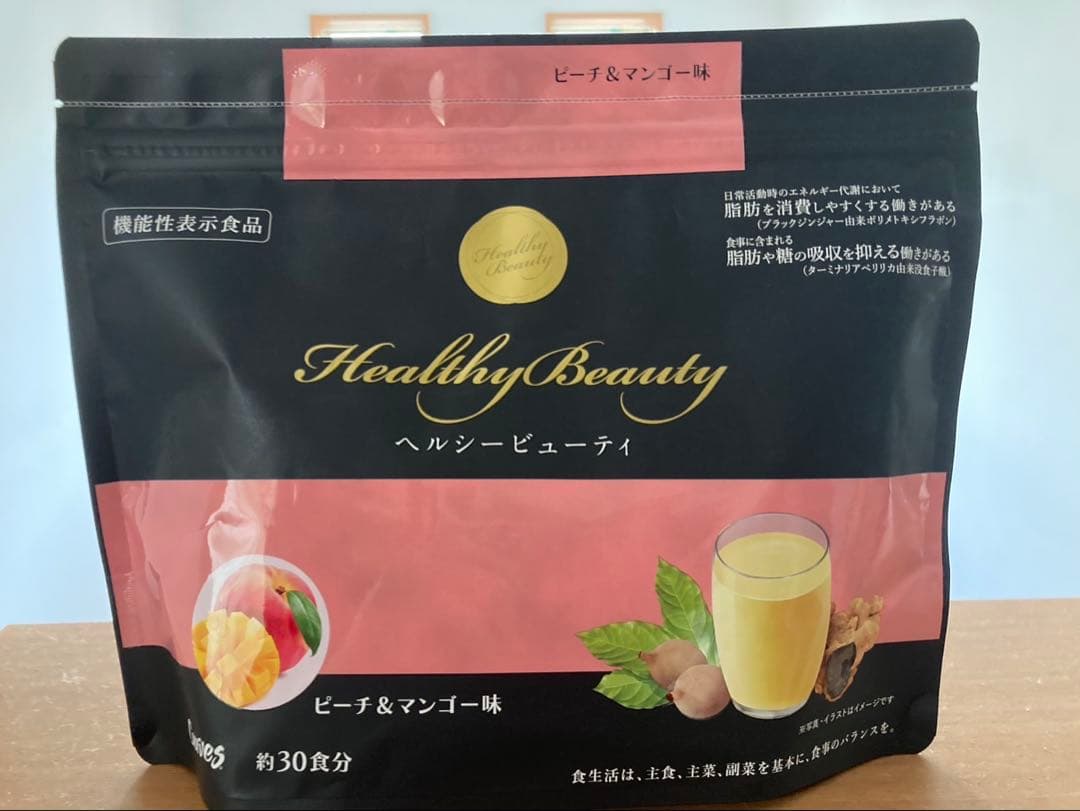 ピーチ&マンゴー味
機能性表示食品
日常活動時のエネルギー代謝において
脂肪を消費しやすくする働きがある
(ブラックジンジャー由来ポリメトキシフラボン)
食事に含まれる
脂肪や糖の吸収を抑える働きがある
(ターミナリアベリリカ由来没食子酸)
Healthy
Beauty
Healthy Beauty
ヘルシービューティ
ピーチ&マンゴー味
※写真・イラストはイメージです
約30食分
食生活は、主食、主菜、副菜を基本に、食事のバランスを。